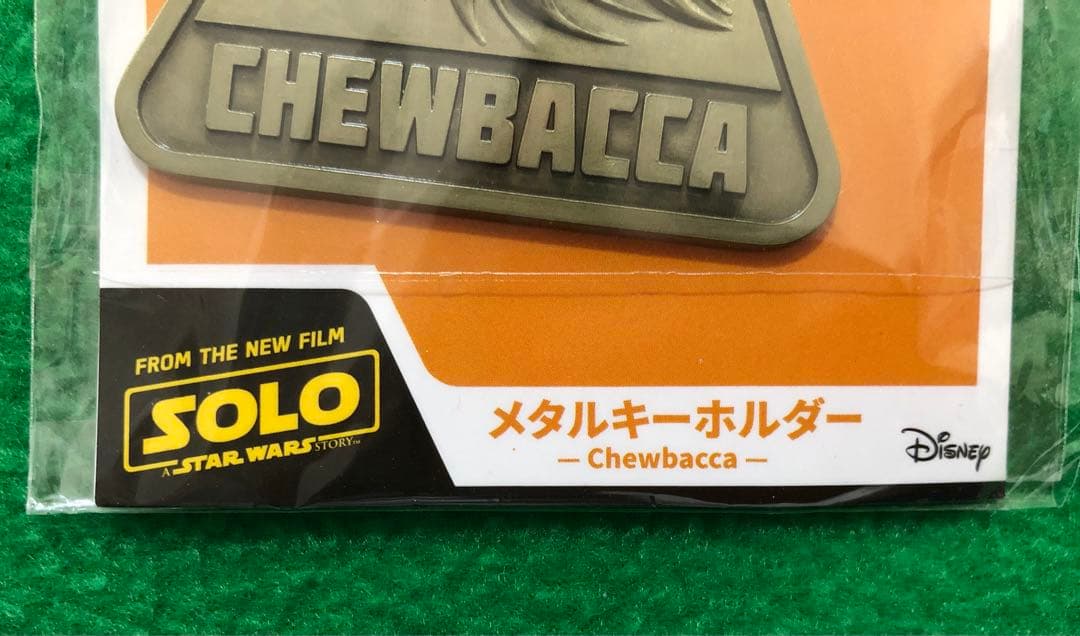 CHEWBACCA
FROM THE NEW FILM
SOLO
A STAR WARS STORY™
メタルキーホルダー
— Chewbacca —
Disney